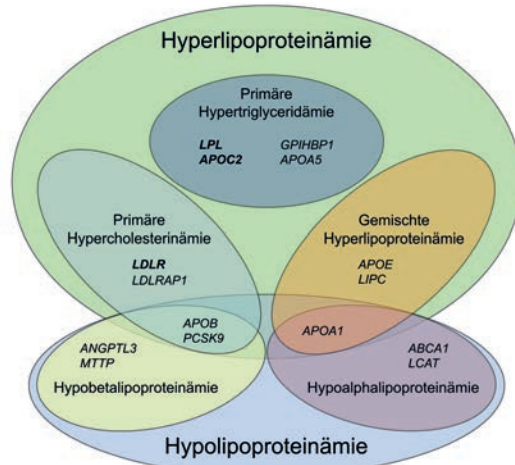 Hyperlipoproteinämie
Primäre
Hypertriglyceridämie
LPL GPIHBP1
APOC2 APOA5
Primäre
Hypercholesterinämie
LDLR
LDLRAP1
Gemischte
Hyperlipoproteinämie
APOE
LIPC
APOB
PCSK9
APOA1
ANGPTL3
MTTP
Hypobetalipoproteinämie
ABCA1
LCAT
Hypoalphalipoproteinämie
Hypolipoproteinämie